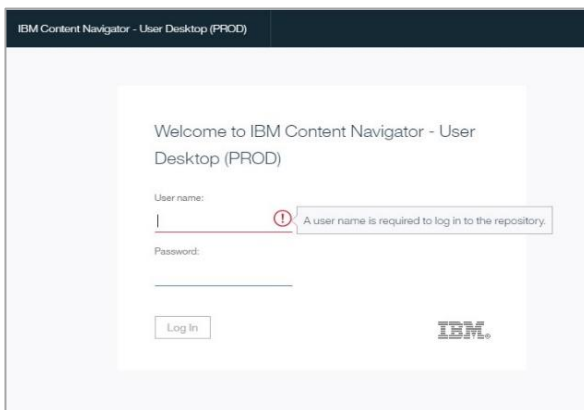 IBM Content Navigator - User Desktop (PROD)
Welcome to IBM Content Navigator - User
Desktop (PROD)
User name:
A user name is required to log in to the repository.
Password:
Log In
IBM®